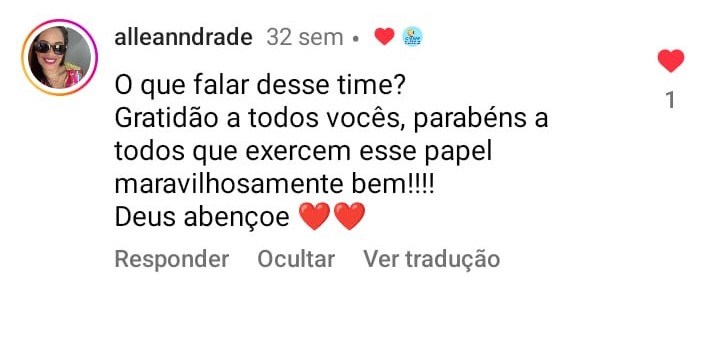 alleanndrade 32 sem • ❤️
O que falar desse time?
Gratidão a todos vocês, parabéns a
todos que exercem esse papel
maravilhosamente bem!!!!
Deus abençoe ❤️❤️
Responder Ocultar Ver tradução
1